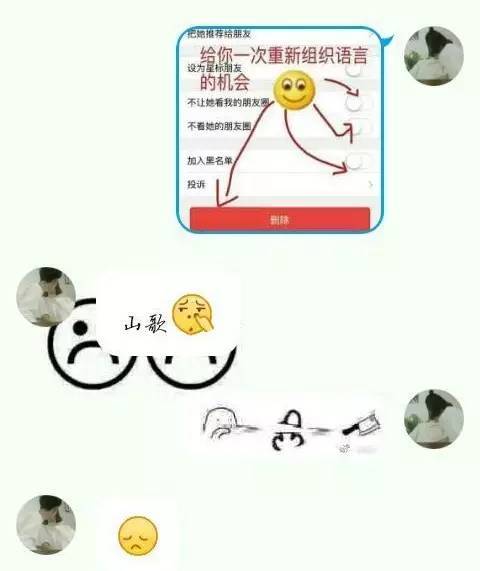 把她推荐给朋友
给你一次重新组织语言
设为星标朋友
的机会
不让她看我的朋友圈
不看她的朋友圈
加入黑名单
投诉
删除
山歌